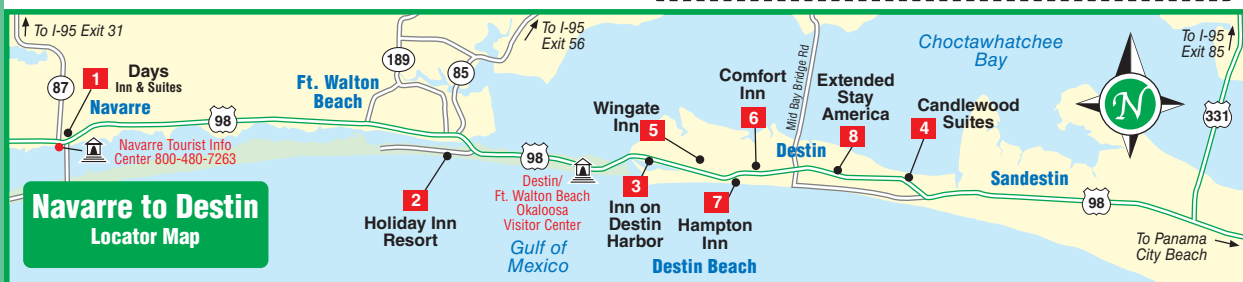 To I-95 Exit 31
87
1
Days
Inn & Suites
Navarre
Navarre Tourist Info
Center 800-480-7263
98
Navarre to Destin
Locator Map
Ft. Walton
Beach
189
85
To I-95
Exit 56
2
Holiday Inn
Resort
98
Destin/
Ft. Walton Beach
Okaloosa
Visitor Center
Gulf of
Mexico
Wingate
Inn
5
3
Inn on
Destin
Harbor
Comfort
Inn
6
7
Hampton
Inn
Destin Beach
Mid Bay Bridge Rd
Destin
Extended
Stay
America
8
Choctawhatchee
Bay
Candlewood
Suites
4
Sandestin
98
N
To I-95
Exit 85
331
To Panama
City Beach